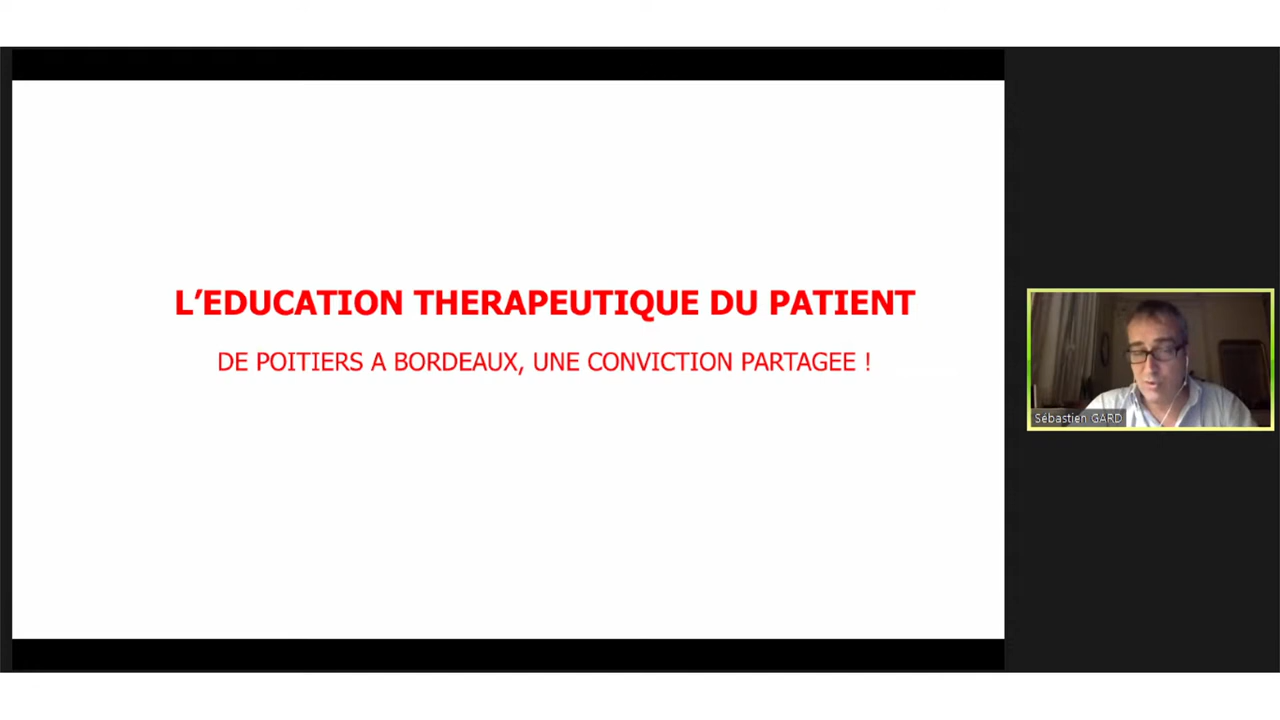 L’EDUCATION THERAPEUTIQUE DU PATIENT
DE POITIERS A BORDEAUX, UNE CONVICTION PARTAGEE !
Sébastien GARD